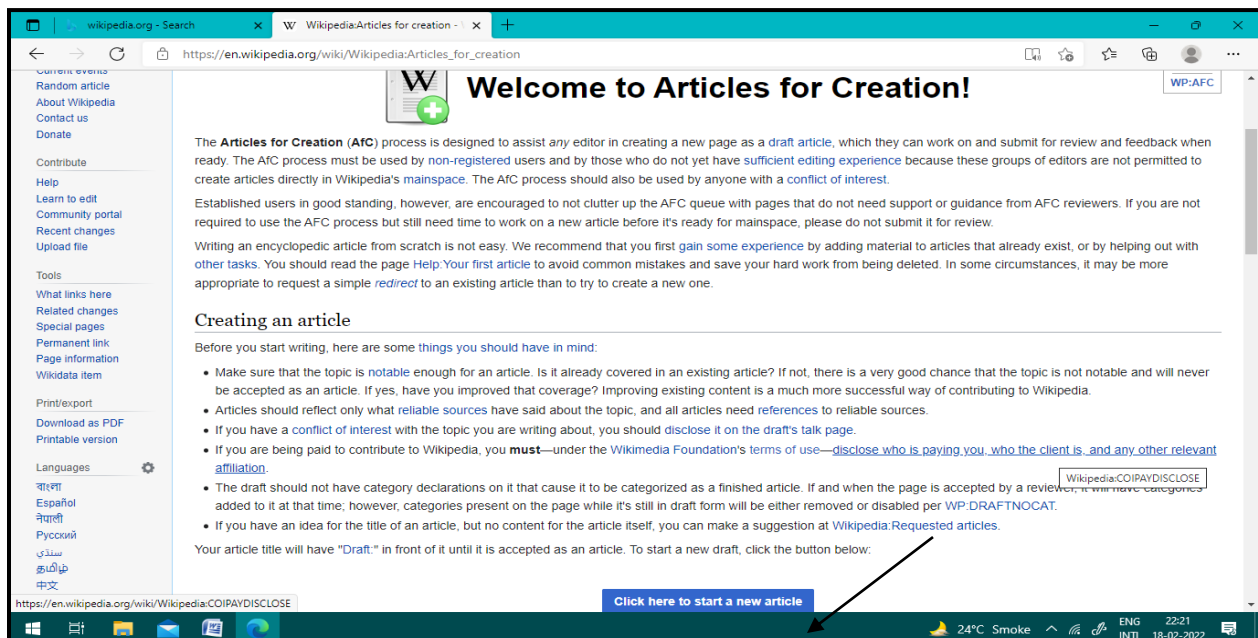 wikipedia.org - Search
Wikipedia:Articles for creation -
https://en.wikipedia.org/wiki/Wikipedia:Articles_for_creation
Current events
Random article
About Wikipedia
Contact us
Donate
Contribute
Help
Learn to edit
Community portal
Recent changes
Upload file
Tools
What links here
Related changes
Special pages
Permanent link
Page information
Wikidata item
Print/export
Download as PDF
Printable version
Languages
বাংলা
Español
नेपाली
Русский
سنڌي
தமிழ்
中文
W
Welcome to Articles for Creation!
WP:AFC
The Articles for Creation (AfC) process is designed to assist any editor in creating a new page as a draft article, which they can work on and submit for review and feedback when
ready. The AfC process must be used by non-registered users and by those who do not yet have sufficient editing experience because these groups of editors are not permitted to
create articles directly in Wikipedia's mainspace. The AfC process should also be used by anyone with a conflict of interest.
Established users in good standing, however, are encouraged to not clutter up the AFC queue with pages that do not need support or guidance from AFC reviewers. If you are not
required to use the AFC process but still need time to work on a new article before it's ready for mainspace, please do not submit it for review.
Writing an encyclopedic article from scratch is not easy. We recommend that you first gain some experience by adding material to articles that already exist, or by helping out with
other tasks. You should read the page Help:Your first article to avoid common mistakes and save your hard work from being deleted. In some circumstances, it may be more
appropriate to request a simple redirect to an existing article than to try to create a new one.
Creating an article
Before you start writing, here are some things you should have in mind:
• Make sure that the topic is notable enough for an article. Is it already covered in an existing article? If not, there is a very good chance that the topic is not notable and will never
be accepted as an article. If yes, have you improved that coverage? Improving existing content is a much more successful way of contributing to Wikipedia.
• Articles should reflect only what reliable sources have said about the topic, and all articles need references to reliable sources.
• If you have a conflict of interest with the topic you are writing about, you should disclose it on the draft's talk page.
• If you are being paid to contribute to Wikipedia, you must—under the Wikimedia Foundation's terms of use—disclose who is paying you, who the client is, and any other relevant
affiliation.
Wikipedia:COIPAYDISCLOSE
• The draft should not have category declarations on it that cause it to be categorized as a finished article. If and when the page is accepted by a reviewer, it will have categories
added to it at that time; however, categories present on the page while it's still in draft form will be either removed or disabled per WP:DRAFTNOCAT.
• If you have an idea for the title of an article, but no content for the article itself, you can make a suggestion at Wikipedia:Requested articles.
Your article title will have "Draft:" in front of it until it is accepted as an article. To start a new draft, click the button below:
Click here to start a new article
https://en.wikipedia.org/wiki/Wikipedia:COIPAYDISCLOSE
24°C Smoke
ENG
INTL
22:21
18-02-2022